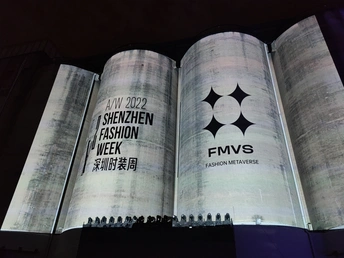 A/W 2022
SHENZHEN
FASHION
WEEK
深圳时装周
FMVS
FASHION METAVERSE